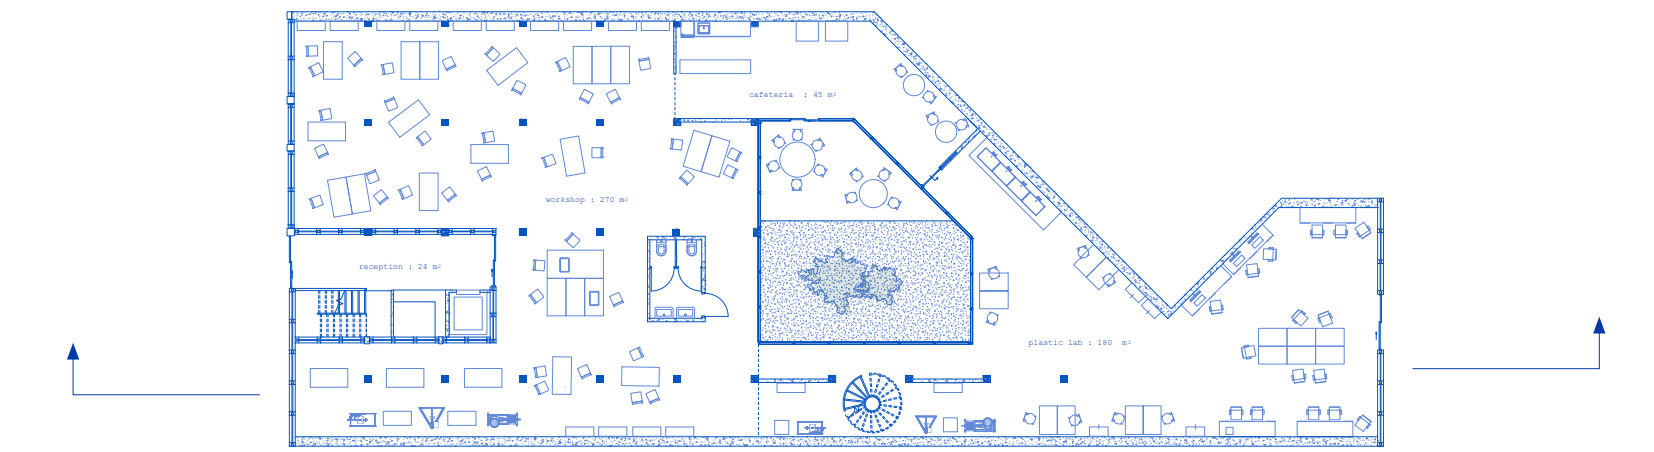 cafeteria : 45 m²
workshop : 270 m²
reception : 24 m²
plastic lab : 180 m²